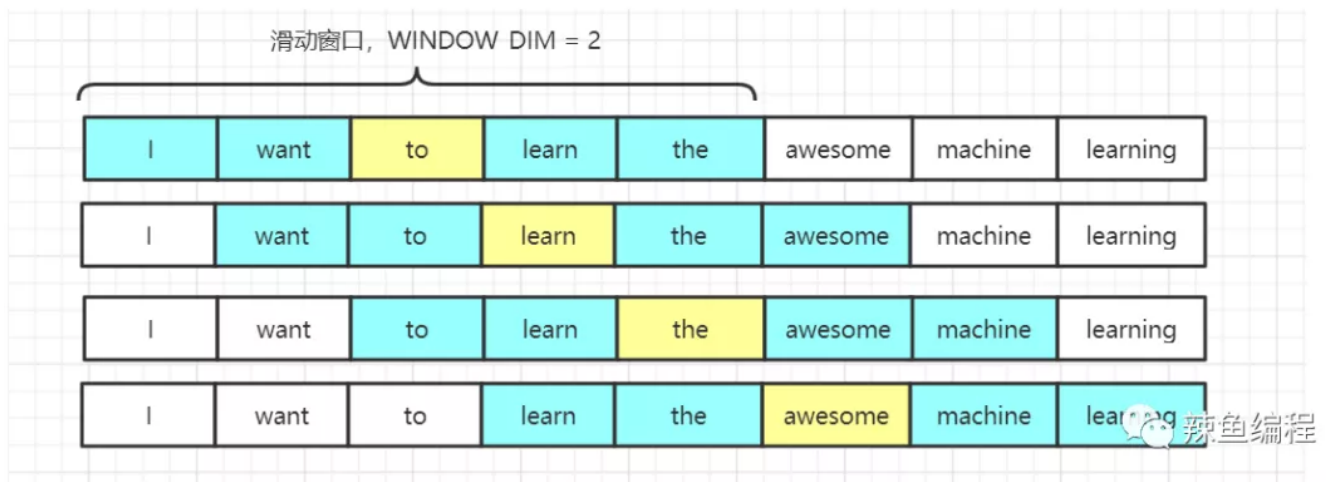 滑动窗口，WINDOW DIM = 2
I want to learn the awesome machine learning
I want to learn the awesome machine learning
I want to learn the awesome machine learning
I want to learn the awesome machine learning
辣鱼编程